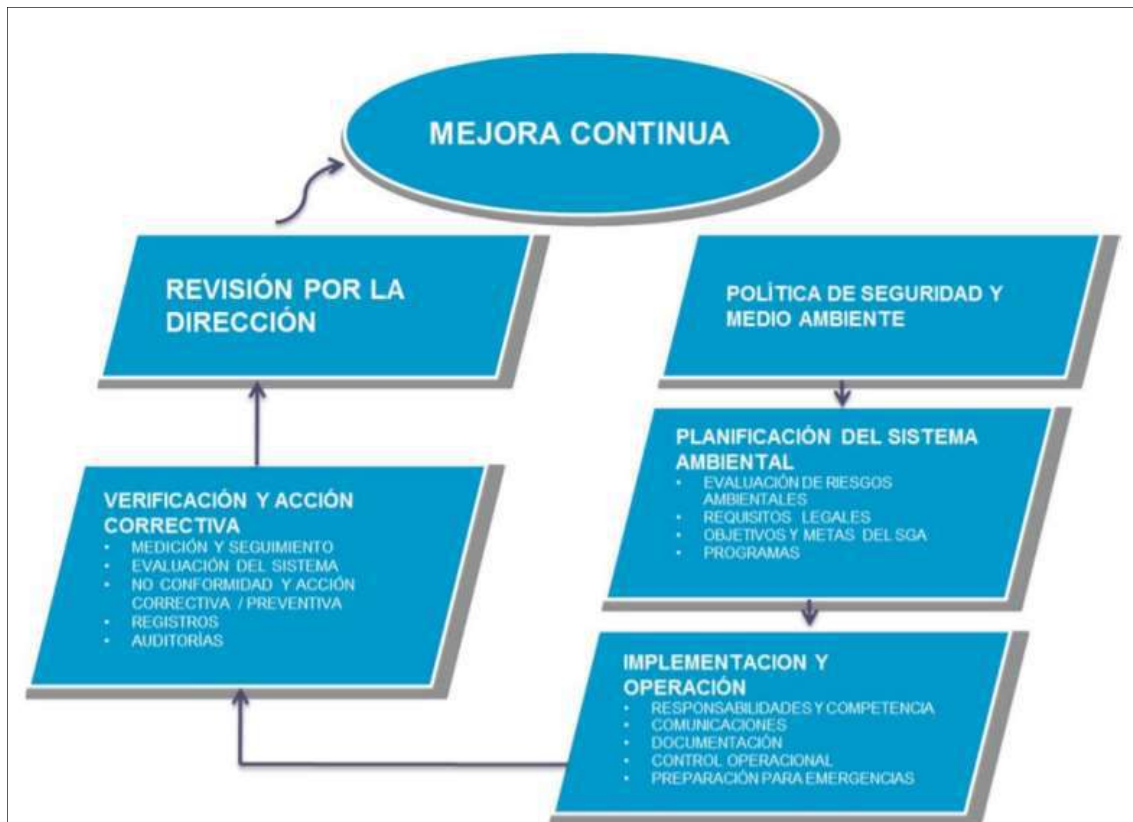 MEJORA CONTINUA
REVISIÓN POR LA
DIRECCIÓN
POLÍTICA DE SEGURIDAD Y
MEDIO AMBIENTE
PLANIFICACIÓN DEL SISTEMA
AMBIENTAL
• EVALUACIÓN DE RIESGOS
AMBIENTALES
• REQUISITOS LEGALES
• OBJETIVOS Y METAS DEL SGA
• PROGRAMAS
VERIFICACIÓN Y ACCIÓN
CORRECTIVA
• MEDICIÓN Y SEGUIMIENTO
• EVALUACIÓN DEL SISTEMA
• NO CONFORMIDAD Y ACCIÓN
CORRECTIVA / PREVENTIVA
• REGISTROS
• AUDITORÍAS
IMPLEMENTACION Y
OPERACIÓN
• RESPONSABILIDADES Y COMPETENCIA
• COMUNICACIONES
• DOCUMENTACIÓN
• CONTROL OPERACIONAL
• PREPARACIÓN PARA EMERGENCIAS